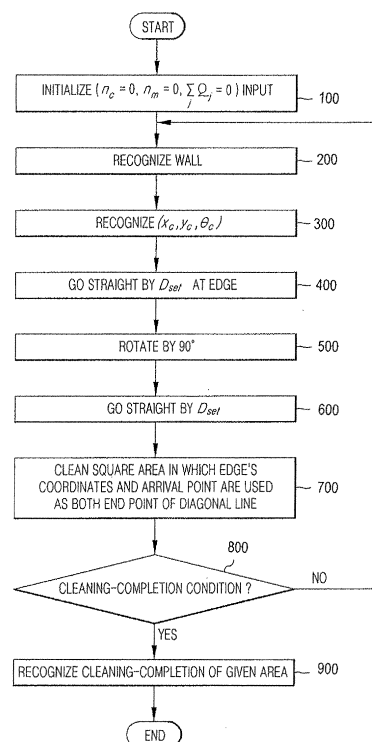 START
INITIALIZE (n_c = 0, n_m = 0, ∑_j Ω_j = 0) INPUT
100
RECOGNIZE WALL
200
RECOGNIZE (x_c, y_c, θ_c)
300
GO STRAIGHT BY D_set AT EDGE
400
ROTATE BY 90°
500
GO STRAIGHT BY D_set
600
CLEAN SQUARE AREA IN WHICH EDGE'S
COORDINATES AND ARRIVAL POINT ARE USED
AS BOTH END POINT OF DIAGONAL LINE
700
800
CLEANING-COMPLETION CONDITION ?
NO
YES
RECOGNIZE CLEANING-COMPLETION OF GIVEN AREA
900
END